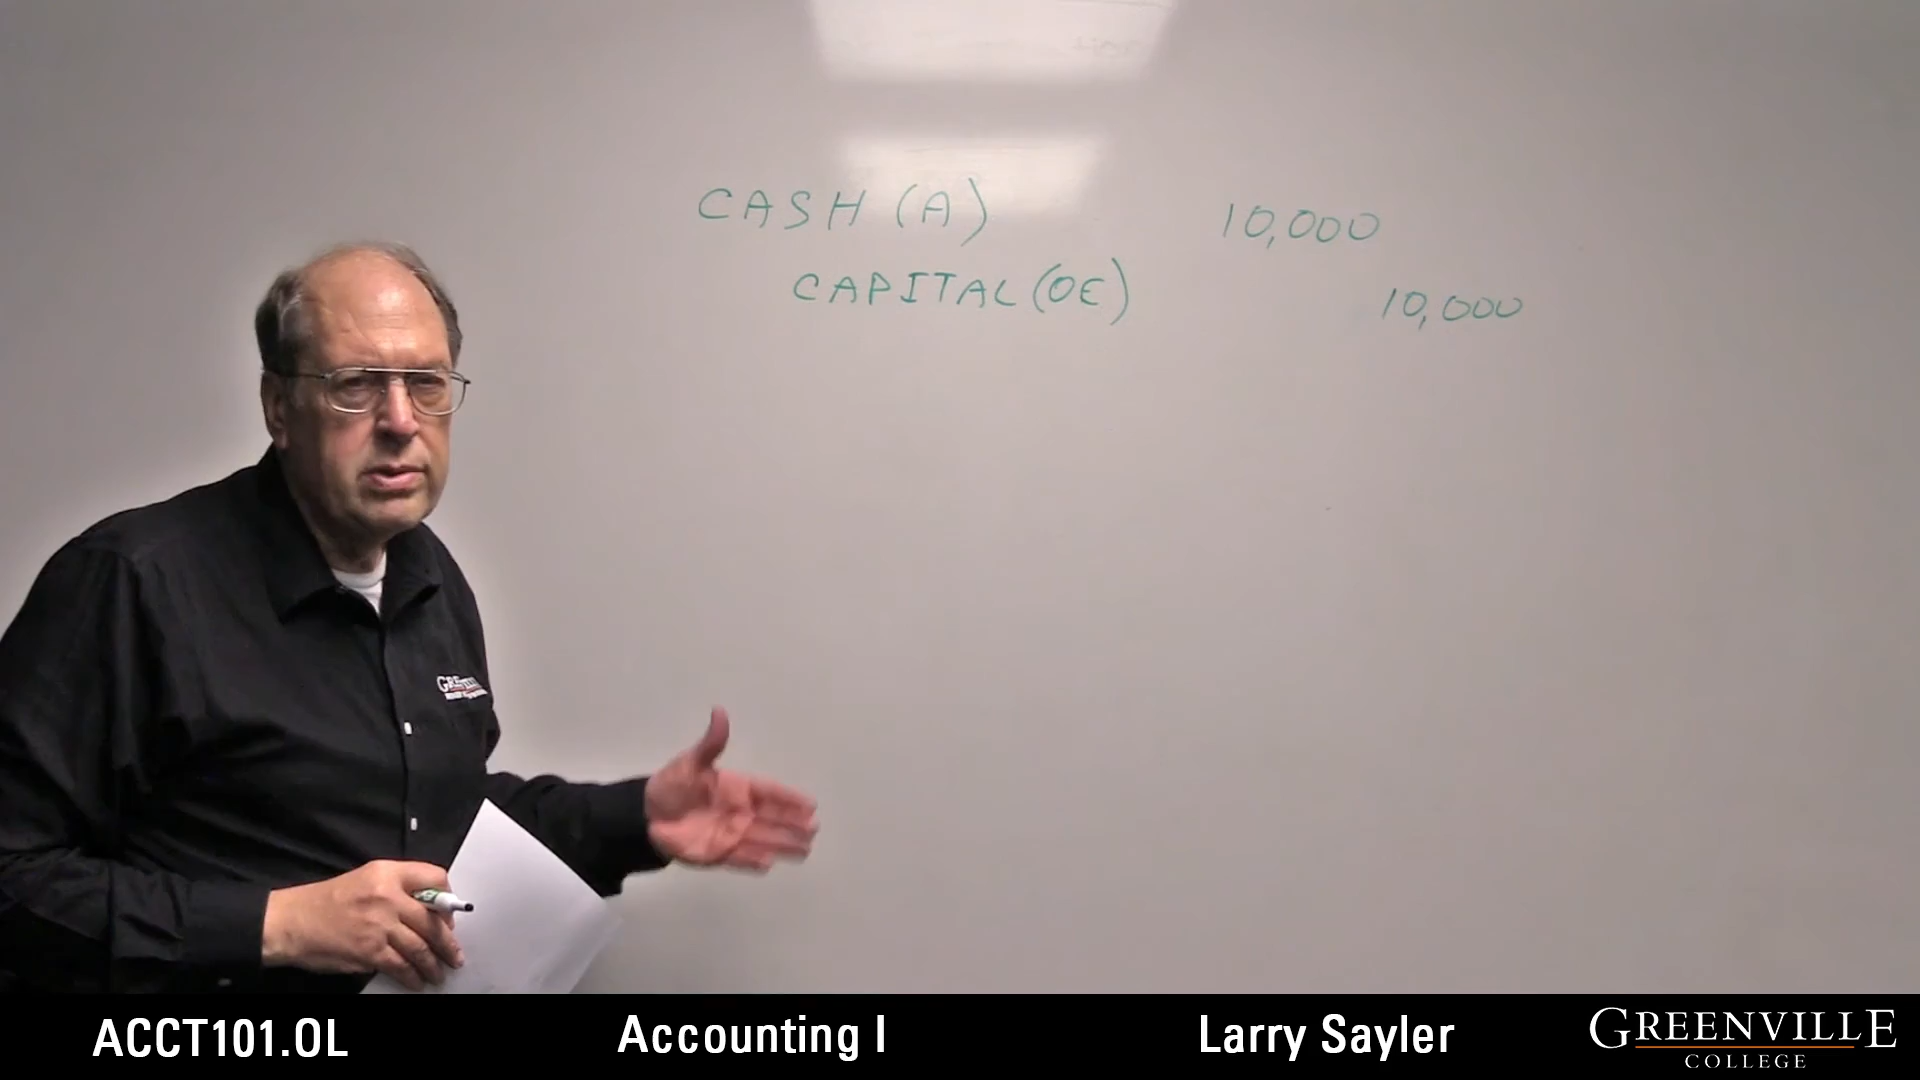 CASH (A) 10,000
CAPITAL (OE) 10,000
ACCT101.OL Accounting I Larry Sayler GREENVILLE
COLLEGE